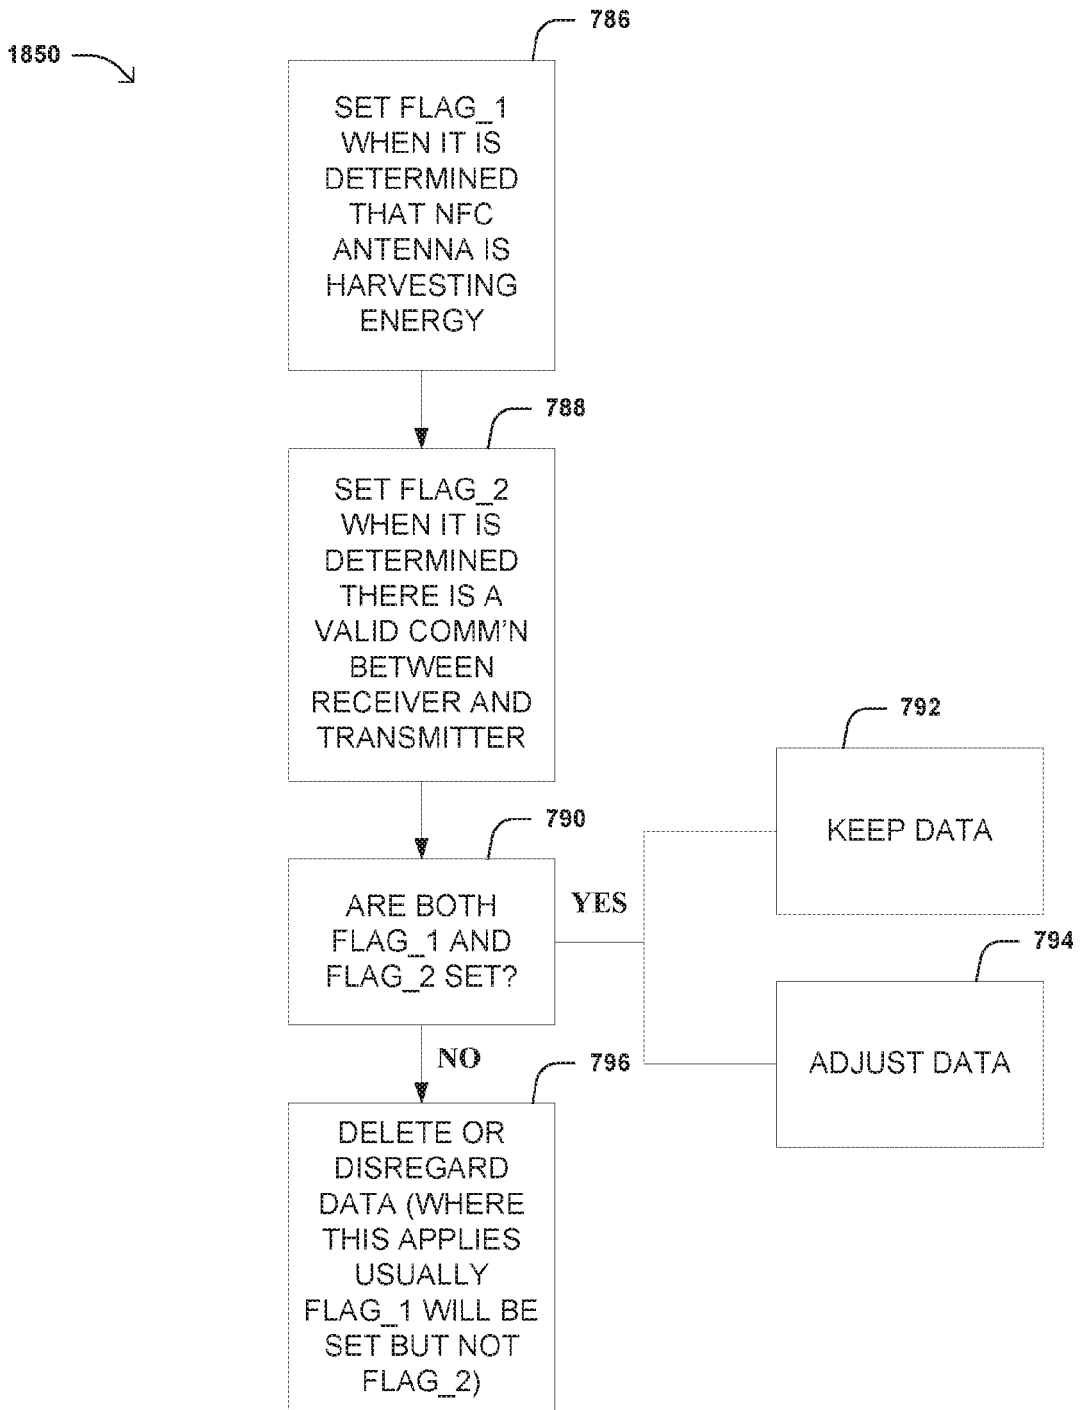 1850
786
SET FLAG_1
WHEN IT IS
DETERMINED
THAT NFC
ANTENNA IS
HARVESTING
ENERGY
788
SET FLAG_2
WHEN IT IS
DETERMINED
THERE IS A
VALID COMM'N
BETWEEN
RECEIVER AND
TRANSMITTER
790
ARE BOTH
FLAG_1 AND
FLAG_2 SET?
YES
792
KEEP DATA
794
ADJUST DATA
NO
796
DELETE OR
DISREGARD
DATA (WHERE
THIS APPLIES
USUALLY
FLAG_1 WILL BE
SET BUT NOT
FLAG_2)